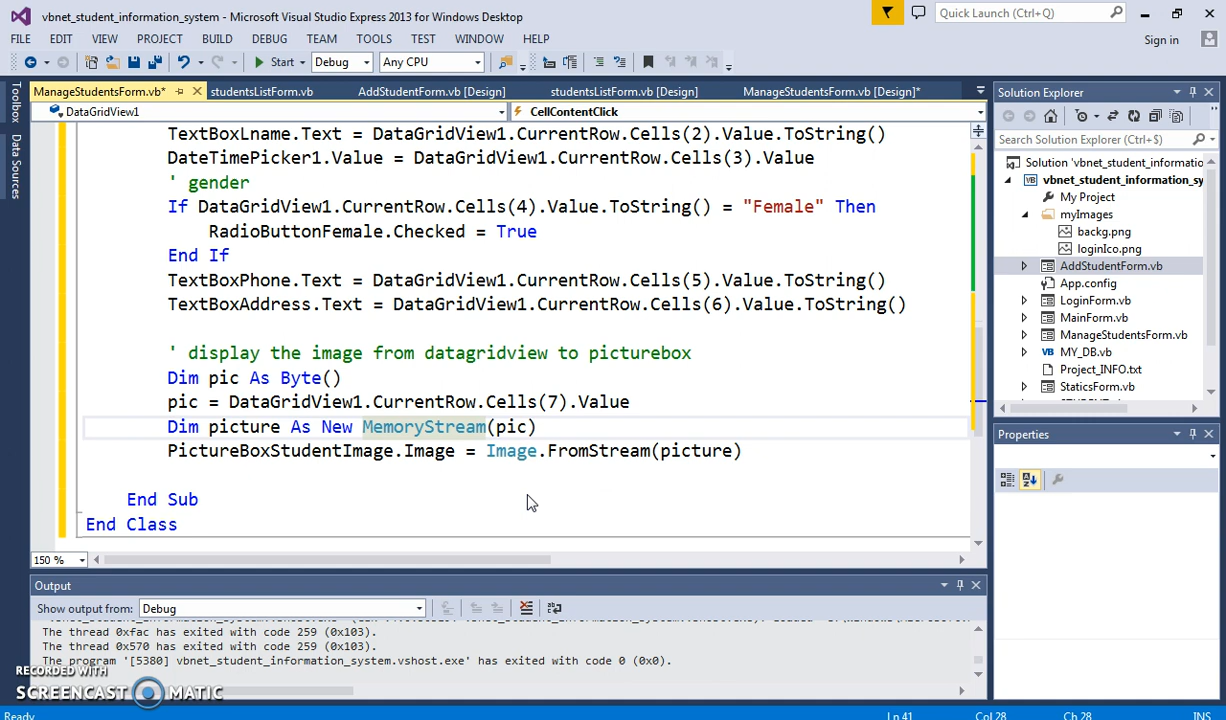 vbnet_student_information_system - Microsoft Visual Studio Express 2013 for Windows Desktop
Quick Launch (Ctrl+Q)
FILE EDIT VIEW PROJECT BUILD DEBUG TEAM TOOLS TEST WINDOW HELP
Sign in
Start Debug Any CPU
Toolbox
Data Sources
ManageStudentsForm.vb* studentsListForm.vb AddStudentForm.vb [Design] studentsListForm.vb [Design] ManageStudentsForm.vb [Design]*
DataGridView1 CellContentClick
TextBoxLname.Text = DataGridView1.CurrentRow.Cells(2).Value.ToString()
DateTimePicker1.Value = DataGridView1.CurrentRow.Cells(3).Value
' gender
If DataGridView1.CurrentRow.Cells(4).Value.ToString() = "Female" Then
RadioButtonFemale.Checked = True
End If
TextBoxPhone.Text = DataGridView1.CurrentRow.Cells(5).Value.ToString()
TextBoxAddress.Text = DataGridView1.CurrentRow.Cells(6).Value.ToString()
' display the image from datagridview to picturebox
Dim pic As Byte()
pic = DataGridView1.CurrentRow.Cells(7).Value
Dim picture As New MemoryStream(pic)
PictureBoxStudentImage.Image = Image.FromStream(picture)
End Sub
End Class
150 %
Output
Show output from: Debug
The thread 0xfac has exited with code 259 (0x103).
The thread 0x570 has exited with code 259 (0x103).
The program '[5380] vbnet_student_information_system.vshost.exe' has exited with code 0 (0x0).
RECORDED WITH
SCREENCAST MATIC
Solution Explorer
Search Solution Explorer (Ctrl+$)
Solution 'vbnet_student_informatio
vbnet_student_information_sy
My Project
myImages
backg.png
loginIco.png
AddStudentForm.vb
App.config
LoginForm.vb
MainForm.vb
ManageStudentsForm.vb
MY_DB.vb
Project_INFO.txt
StaticsForm.vb
Properties
Ready Ln 41 Col 28 Ch 28 INS